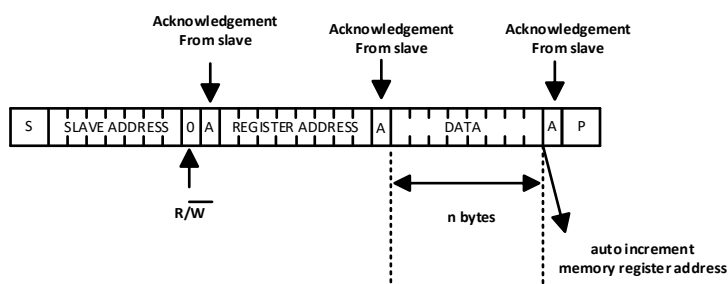 Acknowledgement
From slave
Acknowledgement
From slave
Acknowledgement
From slave
S SLAVE ADDRESS 0 A REGISTER ADDRESS A DATA A P
R/W̅
n bytes
auto increment
memory register address